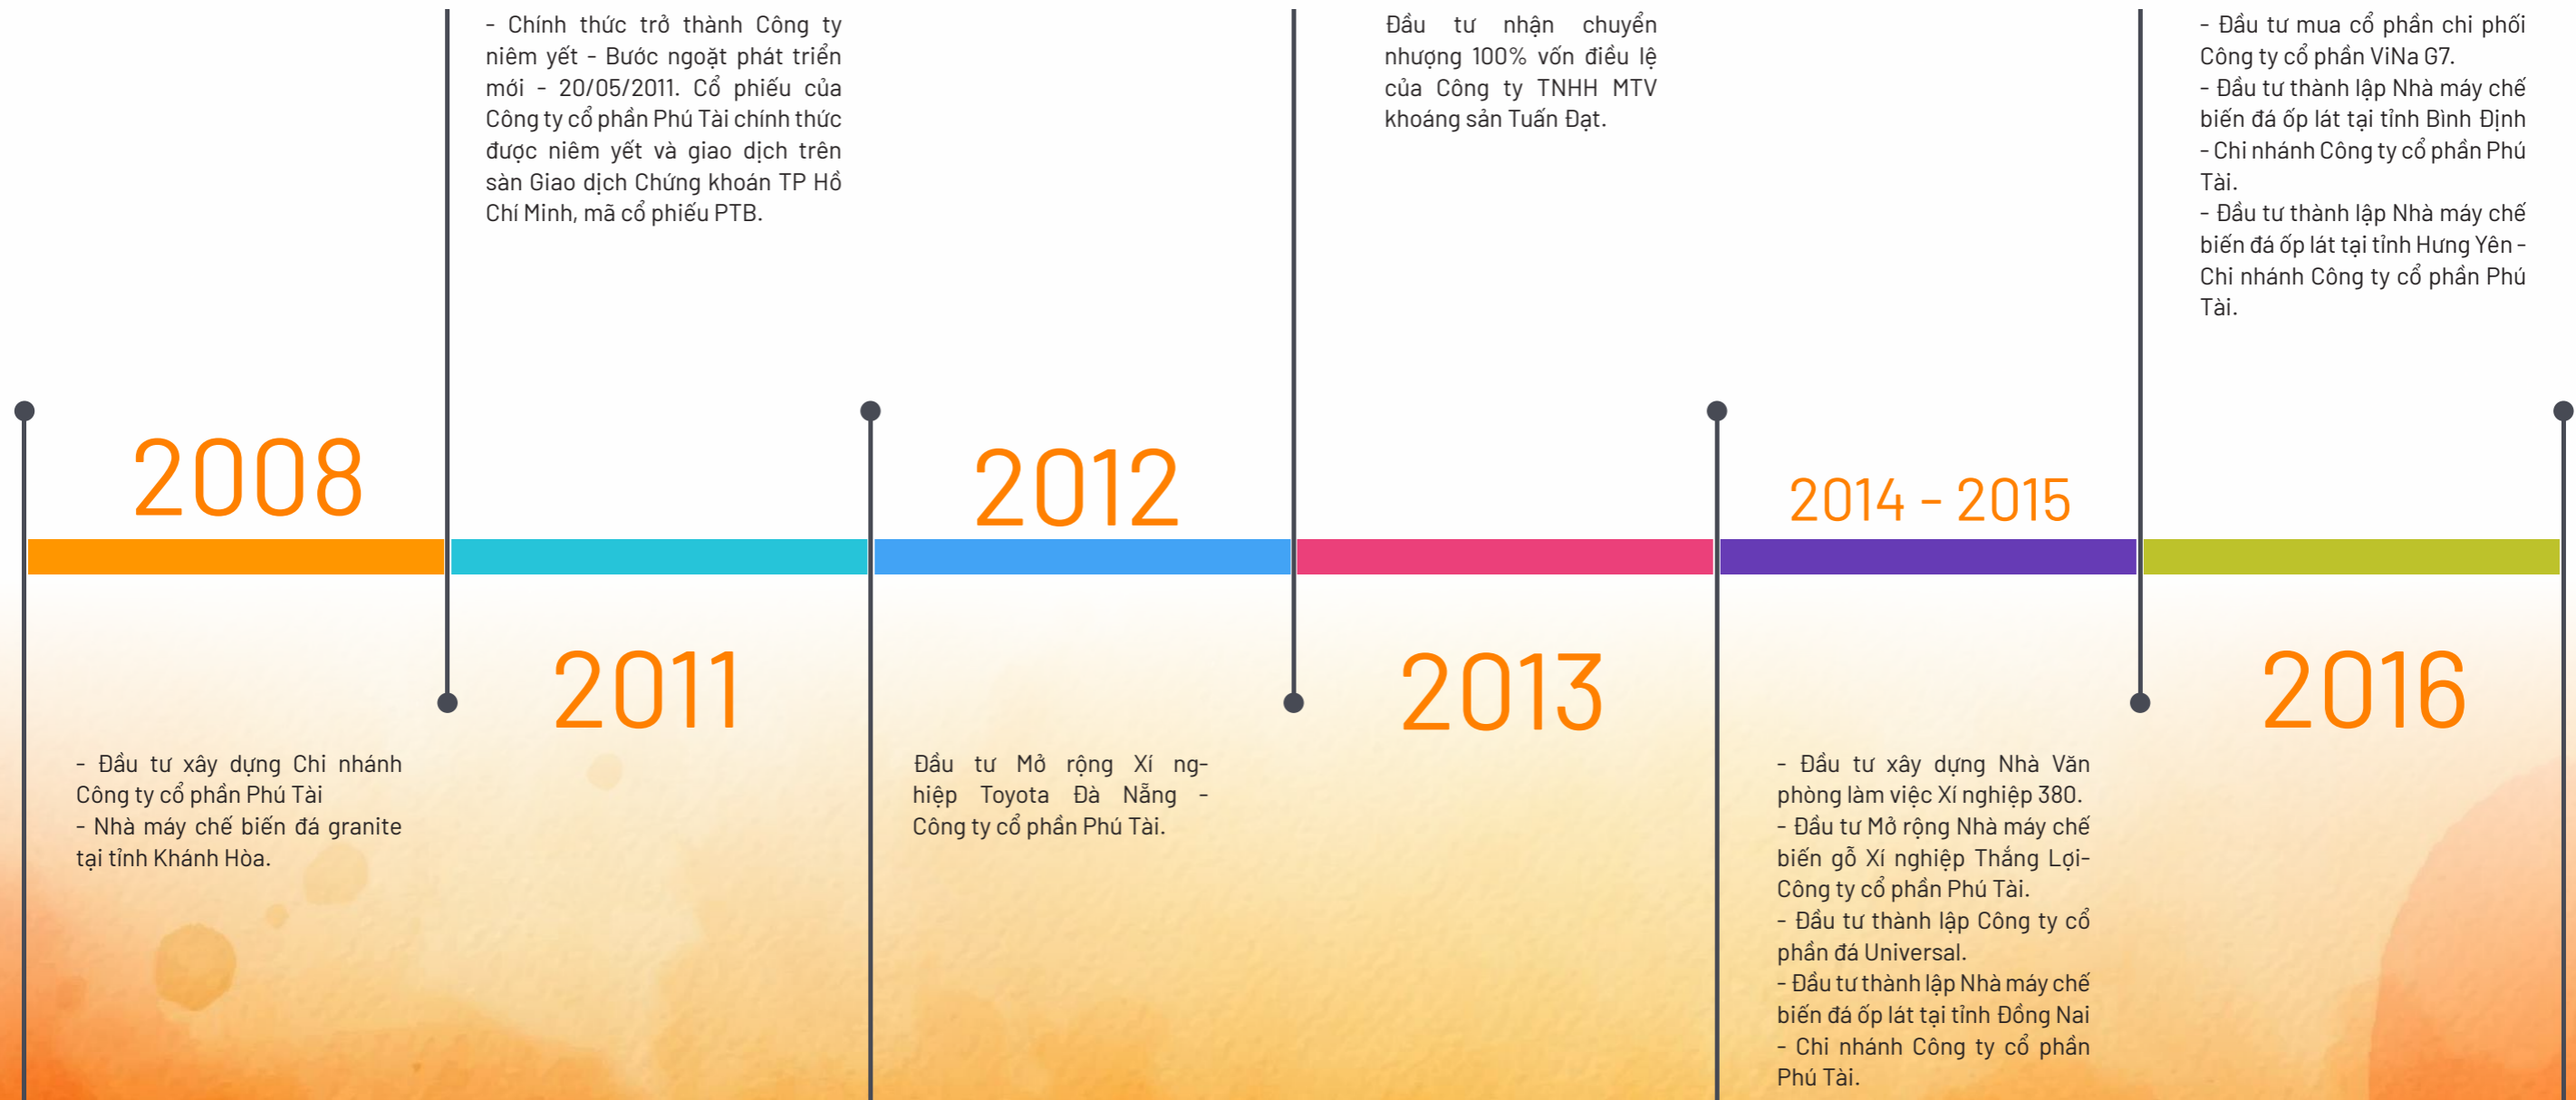 2008
- Đầu tư xây dựng Chi nhánh
Công ty cổ phần Phú Tài
- Nhà máy chế biến đá granite
tại tỉnh Khánh Hòa.
- Chính thức trở thành Công ty
niêm yết - Bước ngoặt phát triển
mới - 20/05/2011. Cổ phiếu của
Công ty cổ phần Phú Tài chính thức
được niêm yết và giao dịch trên
sàn Giao dịch Chứng khoán TP Hồ
Chí Minh, mã cổ phiếu PTB.
2011
2012
Đầu tư Mở rộng Xí ng-
hiệp Toyota Đà Nẵng -
Công ty cổ phần Phú Tài.
Đầu tư nhận chuyển
nhượng 100% vốn điều lệ
của Công ty TNHH MTV
khoáng sản Tuấn Đạt.
2013
2014 - 2015
- Đầu tư xây dựng Nhà Văn
phòng làm việc Xí nghiệp 380.
- Đầu tư Mở rộng Nhà máy chế
biến gỗ Xí nghiệp Thắng Lợi-
Công ty cổ phần Phú Tài.
- Đầu tư thành lập Công ty cổ
phần đá Universal.
- Đầu tư thành lập Nhà máy chế
biến đá ốp lát tại tỉnh Đồng Nai
- Chi nhánh Công ty cổ phần
Phú Tài.
- Đầu tư mua cổ phần chi phối
Công ty cổ phần ViNa G7.
- Đầu tư thành lập Nhà máy chế
biến đá ốp lát tại tỉnh Bình Định
- Chi nhánh Công ty cổ phần Phú
Tài.
- Đầu tư thành lập Nhà máy chế
biến đá ốp lát tại tỉnh Hưng Yên -
Chi nhánh Công ty cổ phần Phú
Tài.
2016